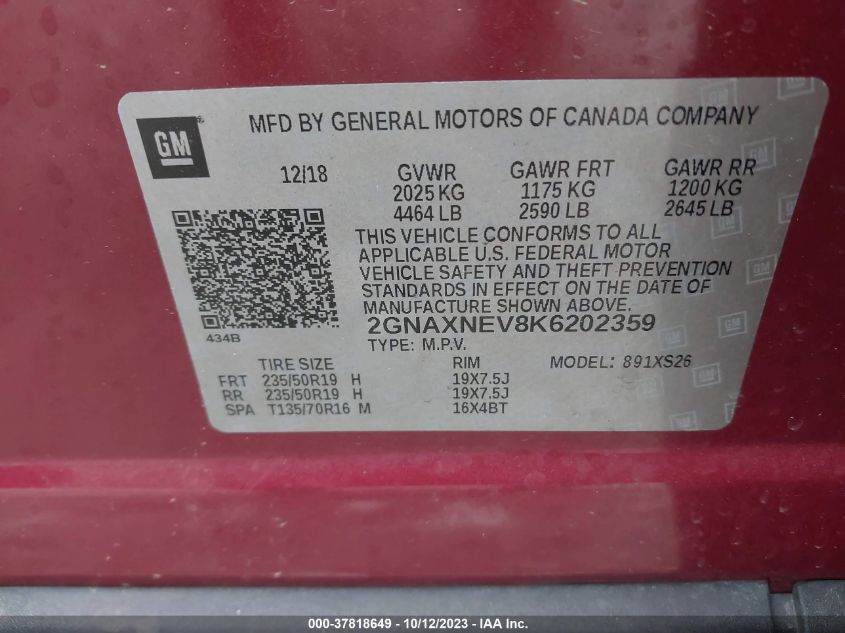 GM
MFD BY GENERAL MOTORS OF CANADA COMPANY
12/18 GVWR GAWR FRT GAWR RR
2025 KG 1175 KG 1200 KG
4464 LB 2590 LB 2645 LB
THIS VEHICLE CONFORMS TO ALL
APPLICABLE U.S. FEDERAL MOTOR
VEHICLE SAFETY AND THEFT PREVENTION
STANDARDS IN EFFECT ON THE DATE OF
MANUFACTURE SHOWN ABOVE.
2GNAXNEV8K6202359
434B
TYPE: M.P.V. MODEL: 891XS26
TIRE SIZE RIM
FRT 235/50R19 H 19X7.5J
RR 235/50R19 H 19X7.5J
SPA T135/70R16 M 16X4BT
000-37818649 - 10/12/2023 - IAA Inc.